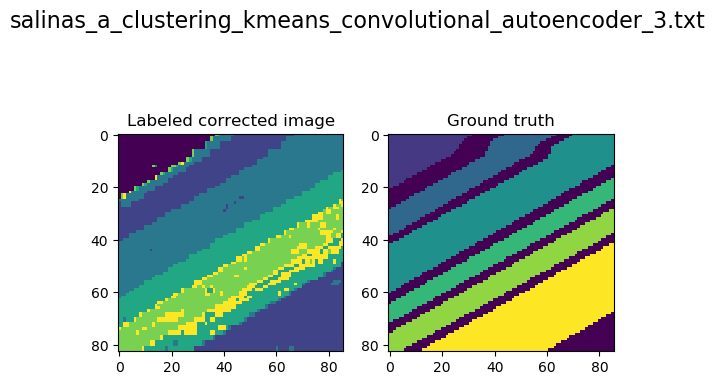 salinas_a_clustering_kmeans_convolutional_autoencoder_3.txt
Labeled corrected image
Ground truth
0
20
40
60
80
0 20 40 60 80
0
20
40
60
80
0 20 40 60 80